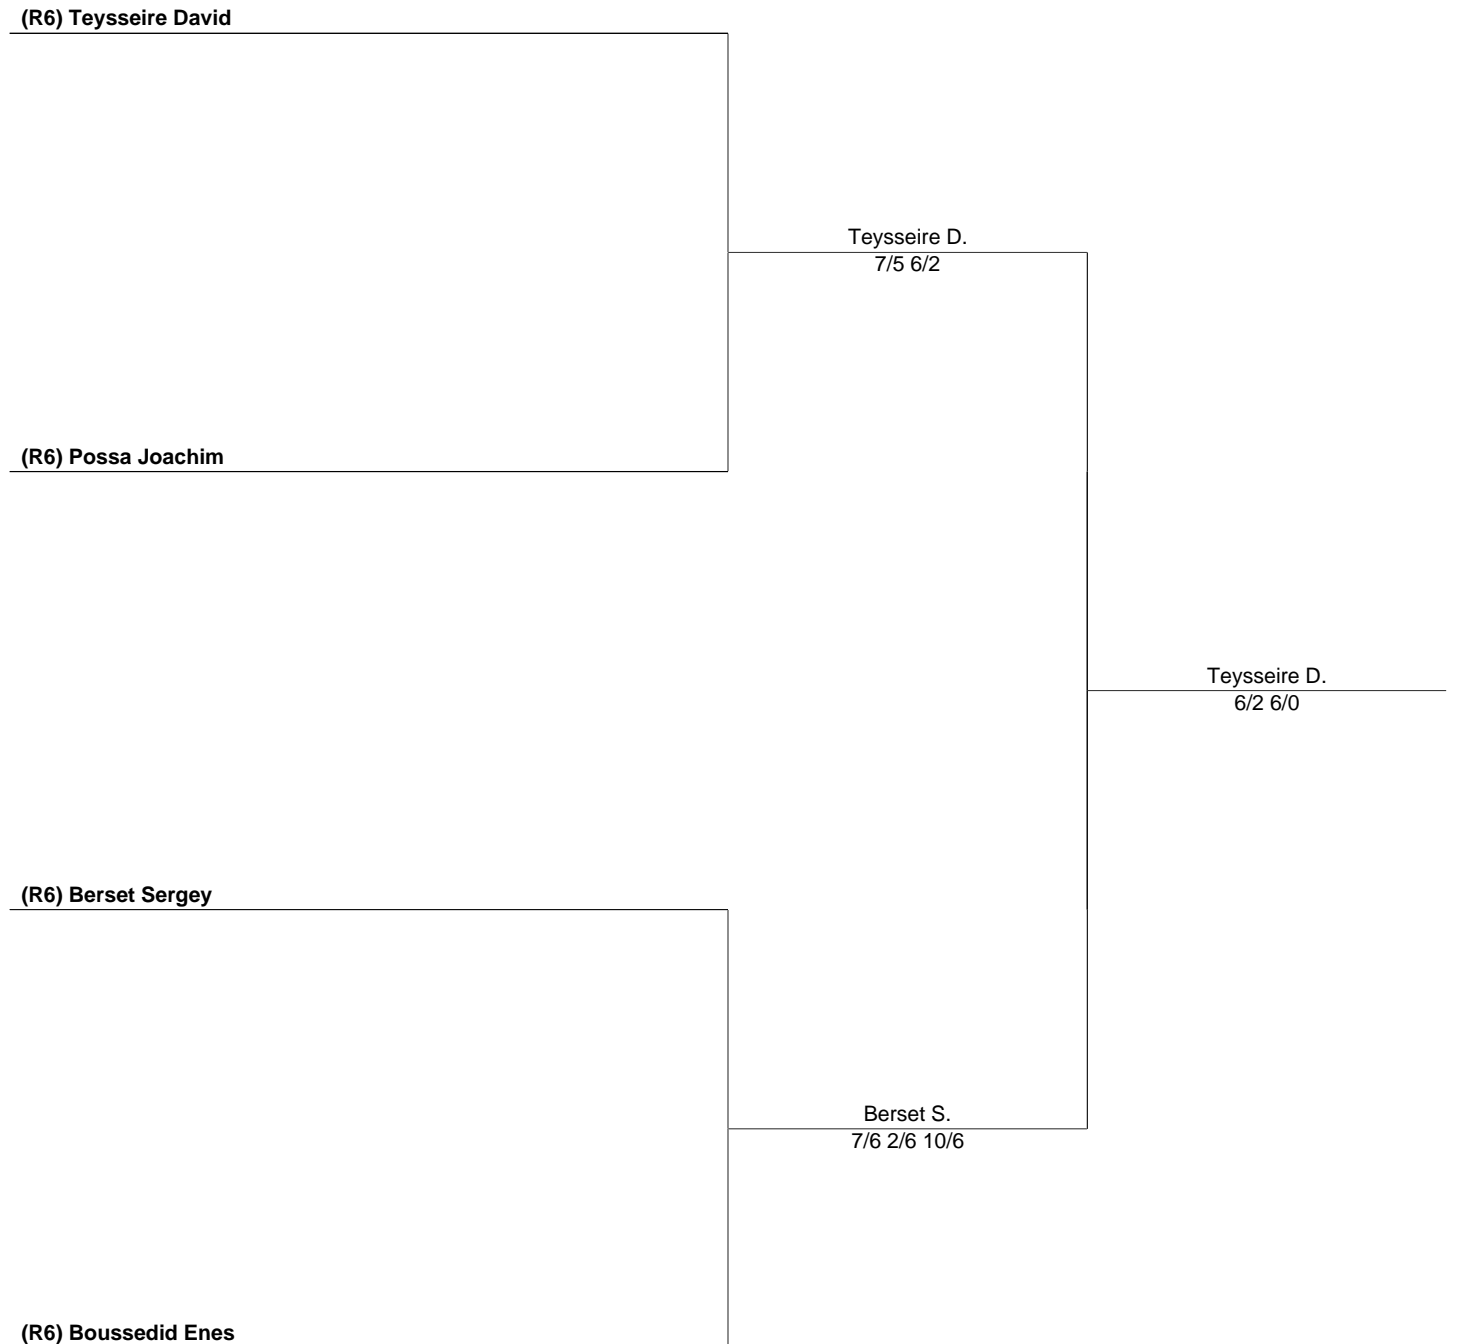 (R6) Teysseire David
Teysseire D.
7/5 6/2
(R6) Possa Joachim
Teysseire D.
6/2 6/0
(R6) Berset Sergey
Berset S.
7/6 2/6 10/6
(R6) Boussedid Enes